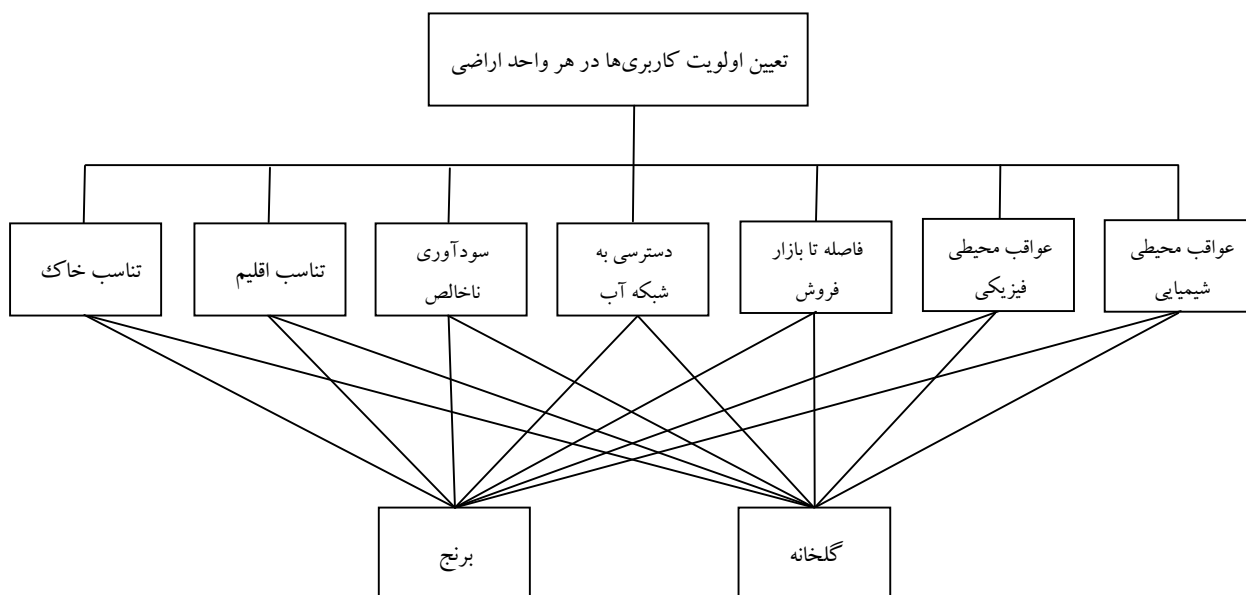 تعیین اولویت کاربری‌ها در هر واحد اراضی
عواقب محیطی
شیمیایی
عواقب محیطی
فیزیکی
فاصله تا بازار
فروش
دسترسی به
شبکه آب
سودآوری
ناخالص
تناسب اقلیم
تناسب خاک
گلخانه
برنج